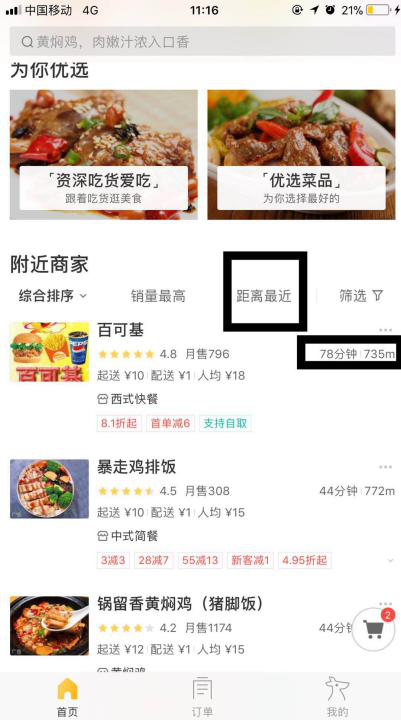 中国移动 4G 11:16 21%
黄焖鸡，肉嫩汁浓入口香
为你优选
「资深吃货爱吃」
跟着吃货逛美食
「优选菜品」
为你选择最好的
附近商家
综合排序 销量最高 距离最近 筛选
百可基
4.8 月售796 78分钟 735m
起送 ¥10 配送 ¥1 人均 ¥18
西式快餐
8.1折起 首单减6 支持自取
百可基
暴走鸡排饭
4.5 月售308 44分钟 772m
起送 ¥10 配送 ¥1 人均 ¥15
中式简餐
3减3 28减7 55减13 新客减1 4.95折起
锅留香黄焖鸡（猪脚饭）
4.2 月售1174 44分钟
起送 ¥12 配送 ¥1 人均 ¥15
2
黄焖鸡
首页 订单 我的